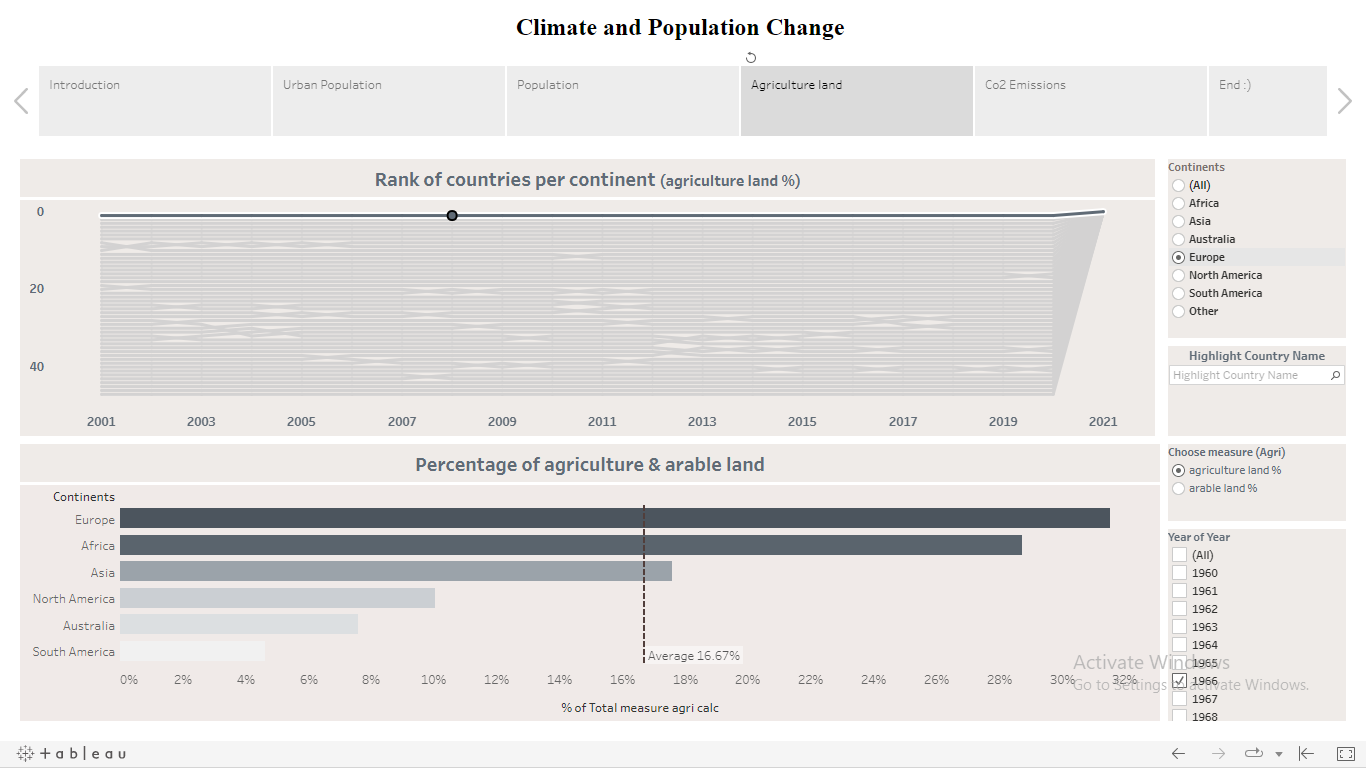 Climate and Population Change
Introduction
Urban Population
Population
Agriculture land
Co2 Emissions
End :)
Rank of countries per continent (agriculture land %)
0
20
40
2001 2003 2005 2007 2009 2011 2013 2015 2017 2019 2021
Continents
(All)
Africa
Asia
Australia
Europe
North America
South America
Other
Highlight Country Name
Highlight Country Name
Percentage of agriculture & arable land
Continents
Europe
Africa
Asia
North America
Australia
South America
Average 16.67%
0% 2% 4% 6% 8% 10% 12% 14% 16% 18% 20% 22% 24% 26% 28% 30% 32%
% of Total measure agri calc
Choose measure (Agri)
agriculture land %
arable land %
Year of Year
(All)
1960
1961
1962
1963
1964
1965
1966
1967
1968
Activate Windows
Go to Settings to activate Windows.
+ableau